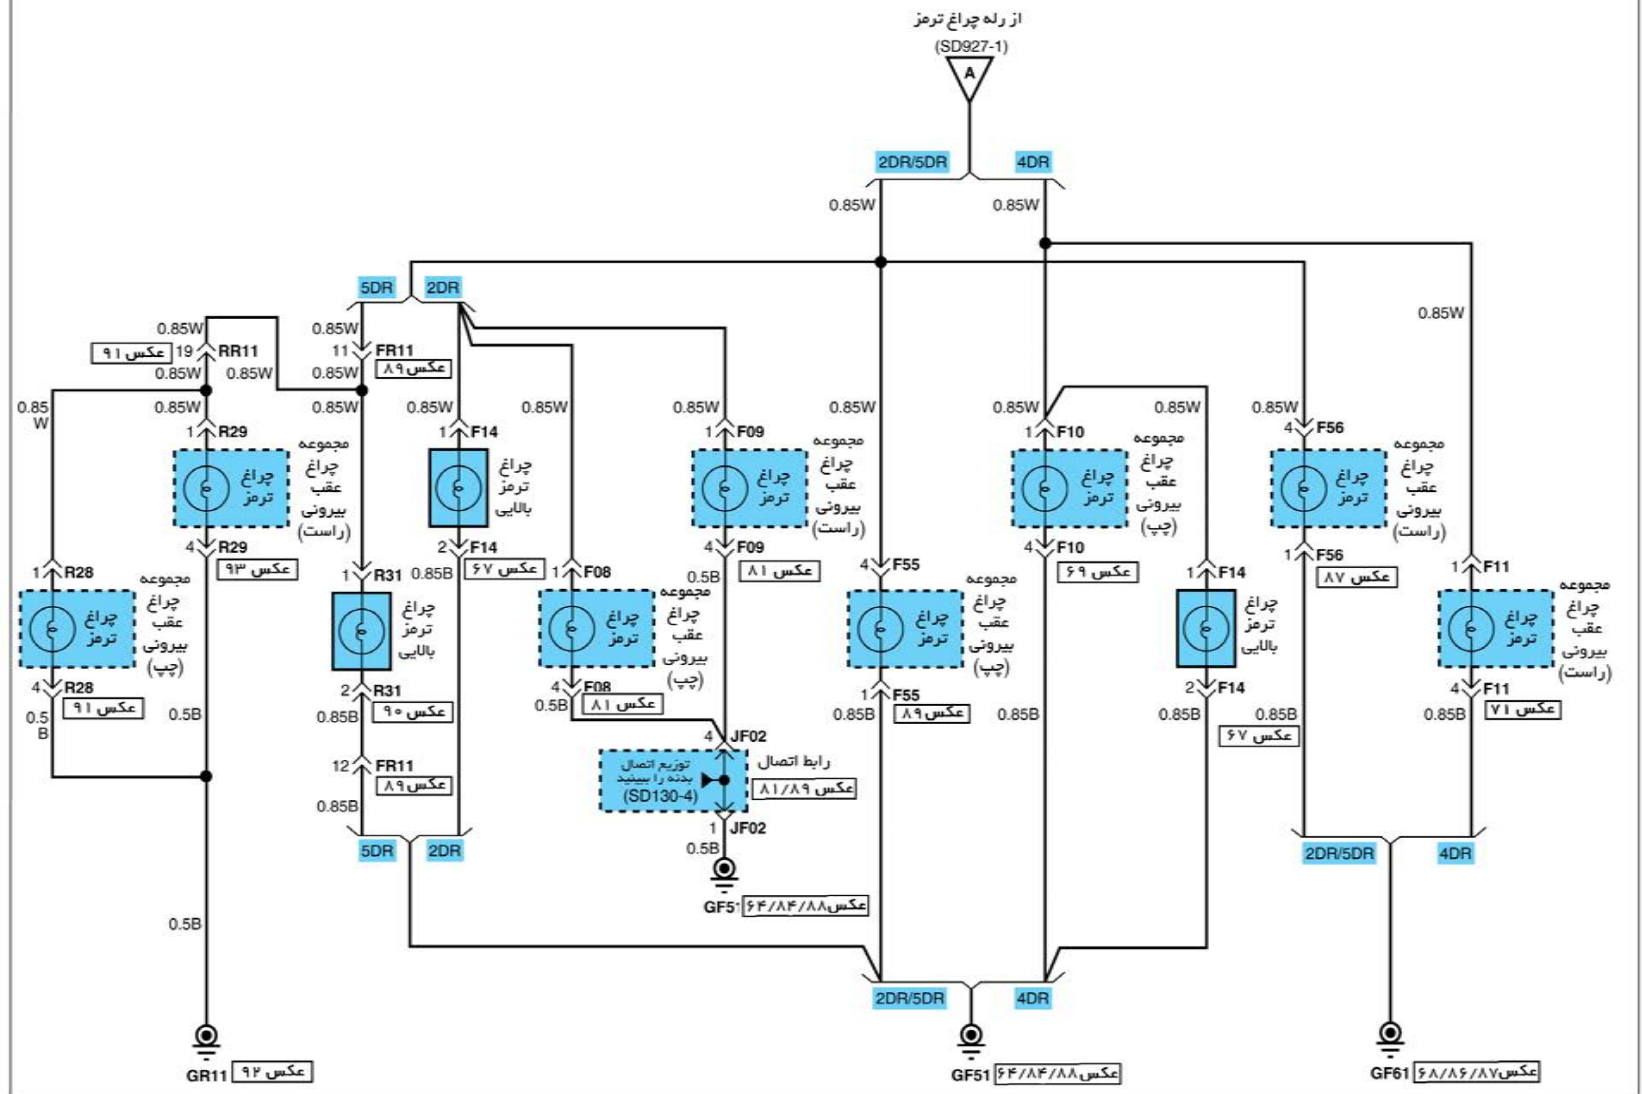 از رله چراغ ترمز
(SD927-1)
A
2DR/5DR
4DR
0.85W
0.85W
5DR
2DR
0.85W
0.85W
0.85W
عکس ۹۱
19
RR11
11
FR11
عکس ۸۹
0.85W
0.85W
0.85W
0.85
W
0.85W
0.85W
0.85W
0.85W
0.85W
0.85W
0.85W
0.85W
0.85W
1
R29
1
F14
1
F09
1
F10
4
F56
چراغ
ترمز
مجموعه
چراغ
عقب
بیرونی
(راست)
چراغ
ترمز
بالایی
چراغ
ترمز
مجموعه
چراغ
عقب
بیرونی
(راست)
چراغ
ترمز
مجموعه
چراغ
عقب
بیرونی
(چپ)
چراغ
ترمز
مجموعه
چراغ
عقب
بیرونی
(راست)
4
R29
عکس ۹۳
2
F14
عکس ۶۷
4
F09
عکس ۸۱
4
F10
عکس ۶۹
1
F56
عکس ۸۷
0.85B
0.5B
1
R28
1
R31
1
F08
4
F55
1
F14
1
F11
چراغ
ترمز
مجموعه
چراغ
عقب
بیرونی
(چپ)
چراغ
ترمز
بالایی
چراغ
ترمز
مجموعه
چراغ
عقب
بیرونی
(چپ)
چراغ
ترمز
مجموعه
چراغ
عقب
بیرونی
(چپ)
چراغ
ترمز
بالایی
چراغ
ترمز
مجموعه
چراغ
عقب
بیرونی
(راست)
4
R28
عکس ۹۱
2
R31
عکس ۹۰
4
F08
عکس ۸۱
1
F55
عکس ۸۹
2
F14
عکس ۶۷
4
F11
عکس ۷۱
0.5
B
0.5B
0.85B
0.5B
0.85B
0.85B
0.85B
0.85B
0.85B
4
JF02
توزیع اتصال
بدنه را ببینید
(SD130-4)
رابط اتصال
عکس ۸۱/۸۹
12
FR11
عکس ۸۹
0.85B
1
JF02
0.5B
5DR
2DR
2DR/5DR
4DR
GF51
عکس ۶۴/۸۴/۸۸
0.5B
2DR/5DR
4DR
GR11
عکس ۹۲
GF51
عکس ۶۴/۸۴/۸۸
GF61
عکس ۶۸/۸۶/۸۷